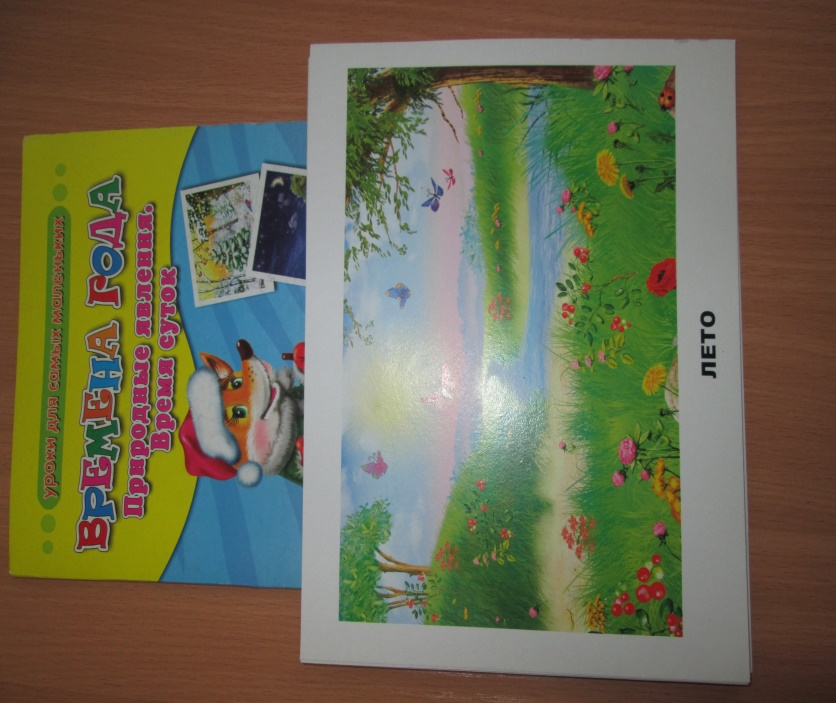 уроки для самых маленьких
ВРЕМЕНА ГОДА
Природные явления.
Время суток
ЛЕТО